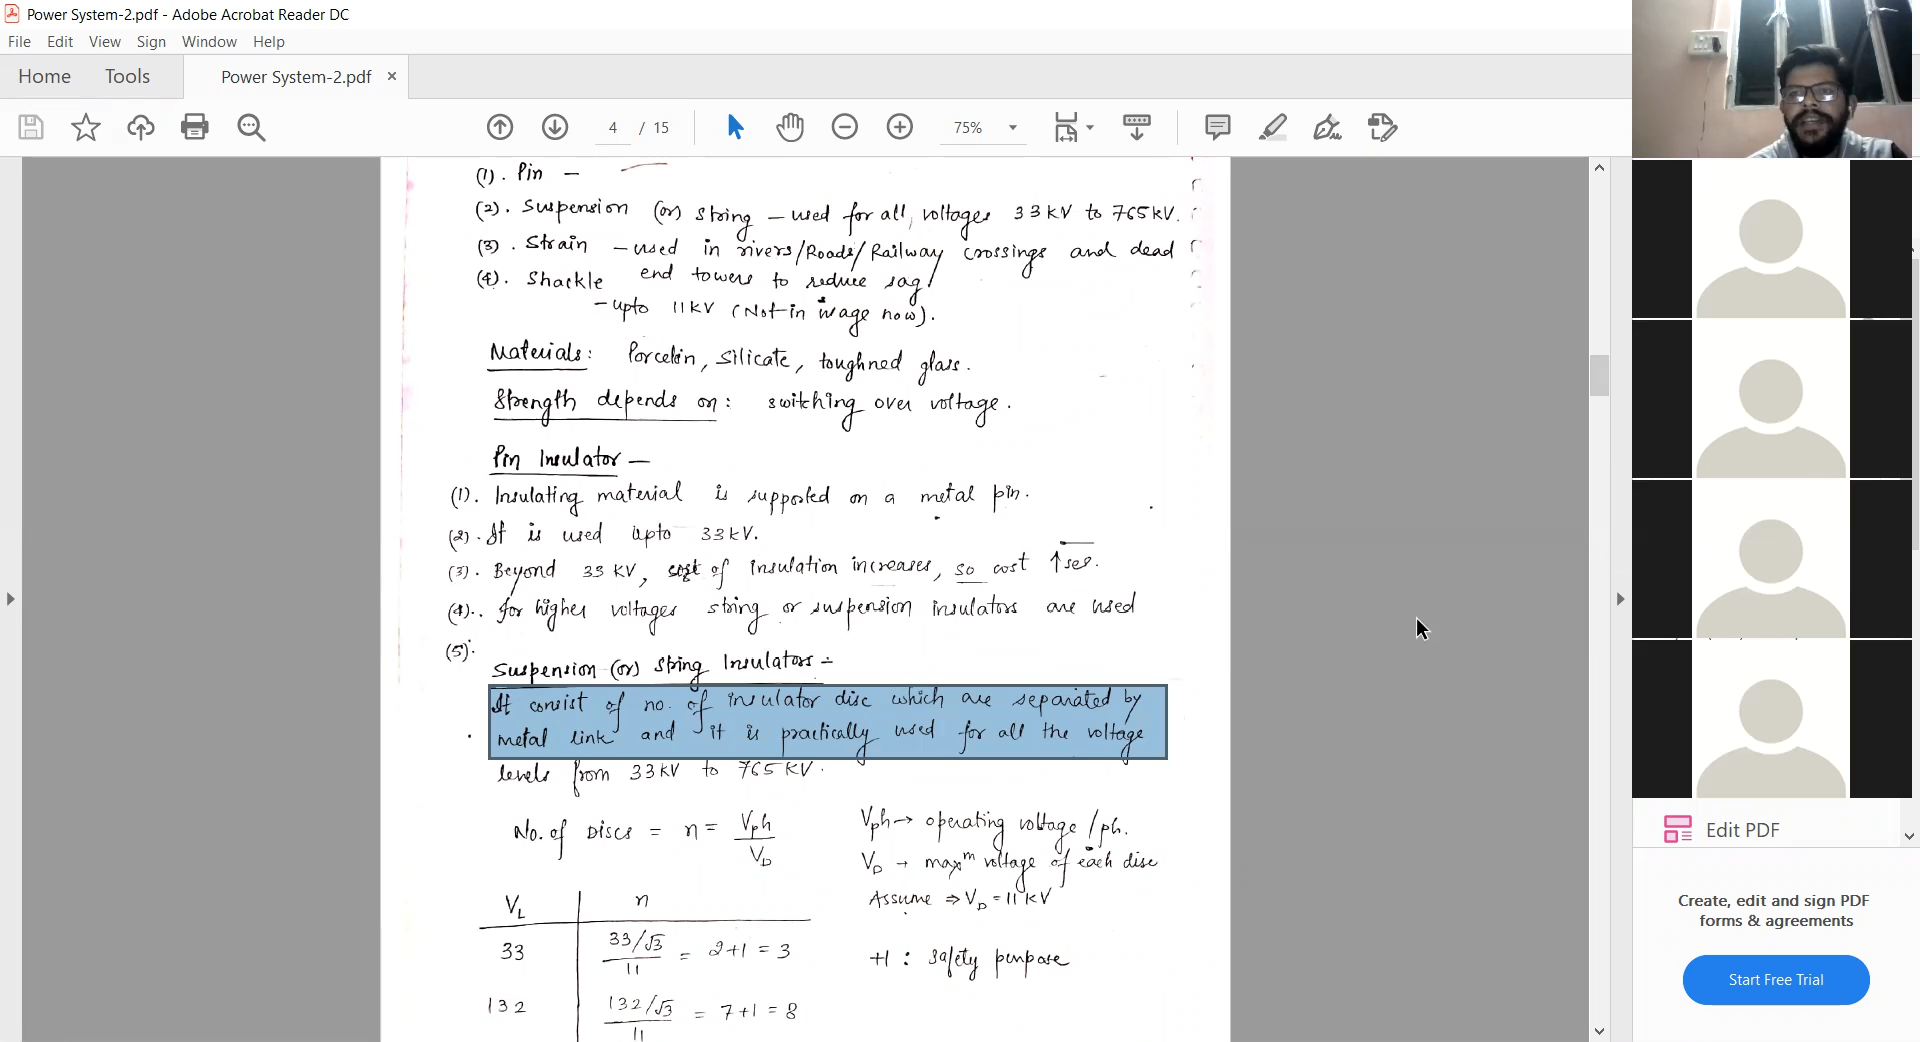 Power System-2.pdf - Adobe Acrobat Reader DC
File Edit View Sign Window Help
Home Tools Power System-2.pdf ×
4 / 15 75%
(1). Pin -
(2). Suspension (or) String - used for all voltages 33 kV to 765 kV.
(3). Strain - used in rivers/Roads/Railway crossings and dead
(4). Shackle end towers to reduce sag.
- upto 11 KV (Not in usage now).
Materials: Porcelin, Silicate, toughned glass.
Strength depends on: switching over voltage.
Pin Insulator -
(1). Insulating material is supported on a metal pin.
(2). It is used upto 33 kV.
(3). Beyond 33 KV, of insulation increases, so cost ↑ses.
(4). for higher voltages string or suspension insulators are used
(5).
Suspension (or) String Insulators :-
It consist of no. of insulator disc which are separated by
metal link and it is practically used for all the voltage
levels from 33 KV to 765 KV.
No. of Discs = n = Vph / VD
Vph → operating voltage /ph.
VD → maxm voltage of each disc
Assume ⇒ VD = 11 KV
VL n
33 33/√3 / 11 = 2+1 = 3
+1 : safety purpose
132 132/√3 / 11 = 7+1 = 8
Edit PDF
Create, edit and sign PDF
forms & agreements
Start Free Trial